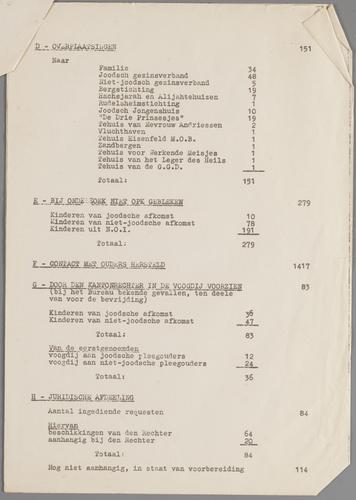 D - OVERPLAATSINGEN 151
Naar
Familie 34
Joodsch gezinsverband 48
Niet-joodsch gezinsverband 5
Bergstichting 19
Hachsjarah en Alijahtehuizen 7
Rudelsheimstichting 1
Joodsch Jongenshuis 10
"De Drie Prinsesjes" 19
Tehuis van Mevrouw Andriessen 2
Vluchthaven 1
Tehuis Eisenfeld M.O.B. 1
Zandbergen 1
Tehuis voor Werkende Meisjes 1
Tehuis van het Leger des Heils 1
Tehuis van de G.G.D. 1
Totaal: 151
E - BIJ ONDERZOEK NIET OPK GEBLEKEN 279
Kinderen van joodsche afkomst 10
Kinderen van niet-joodsche afkomst 78
Kinderen uit N.O.I. 191
Totaal: 279
F - CONTACT MET OUDERS HERSTELD 1417
G - DOOR DEN KANTONRECHTER IN DE VOOGDIJ VOORZIEN 83
(bij het Bureau bekende gevallen, ten deele
van voor de bevrijding)
Kinderen van joodsche afkomst 36
Kinderen van niet-joodsche afkomst 47
Totaal: 83
Van de eerstgenoemden
voogdij aan joodsche pleegouders 12
voogdij aan niet-joodsche pleegouders 24
Totaal: 36
H - JURIDISCHE AFDEELING
Aantal ingediende requesten 84
Hiervan
beschikkingen van den Rechter 64
aanhangig bij den Rechter 20
Totaal: 84
Nog niet aanhangig, in staat van voorbereiding 114